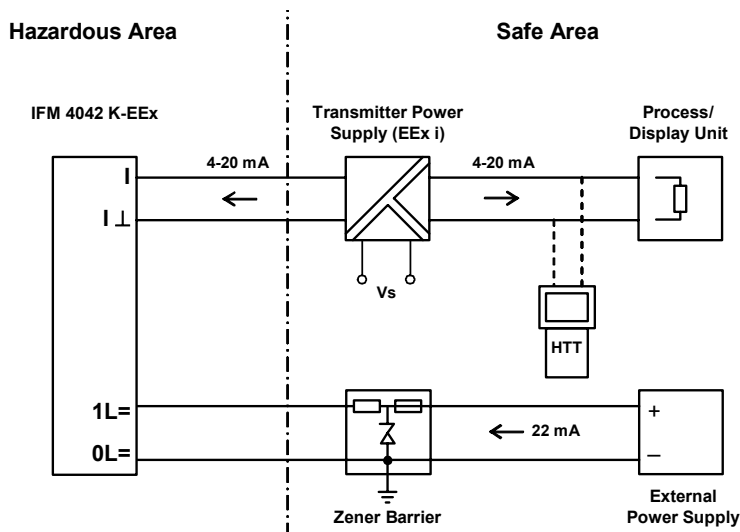 Hazardous Area
Safe Area
IFM 4042 K-EEx
Transmitter Power
Supply (EEx i)
Process/
Display Unit
4-20 mA
4-20 mA
I
I ⊥
Vs
HTT
1L=
0L=
+
–
22 mA
Zener Barrier
External
Power Supply